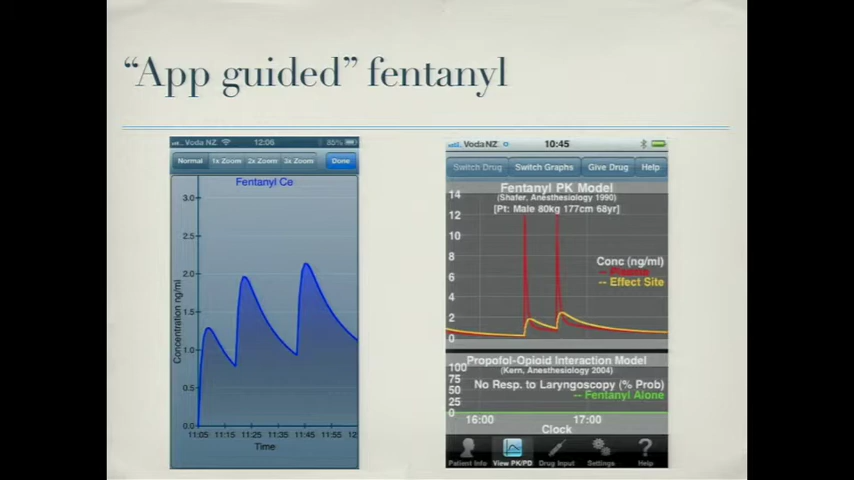 “App guided” fentanyl
Voda NZ 12:06 85%
Normal 1x Zoom 2x Zoom 3x Zoom Done
Fentanyl Ce
3.0
2.5
2.0
1.5
1.0
0.5
0.0
Concentration ng/ml
11:05 11:15 11:25 11:35 11:45 11:55 12:
Time
Voda NZ 10:45
Switch Drug Switch Graphs Give Drug Help
Fentanyl PK Model
(Shafer, Anesthesiology 1990)
[Pt: Male 80kg 177cm 68yr]
14
12
10
8
6
4
2
0
Conc (ng/ml)
-- Plasma
-- Effect Site
Propofol-Opioid Interaction Model
(Kern, Anesthesiology 2004)
No Resp. to Laryngoscopy (% Prob)
-- Fentanyl Alone
100
75
50
25
0
16:00 17:00
Clock
Patient Info View PK/PD Drug Input Settings Help